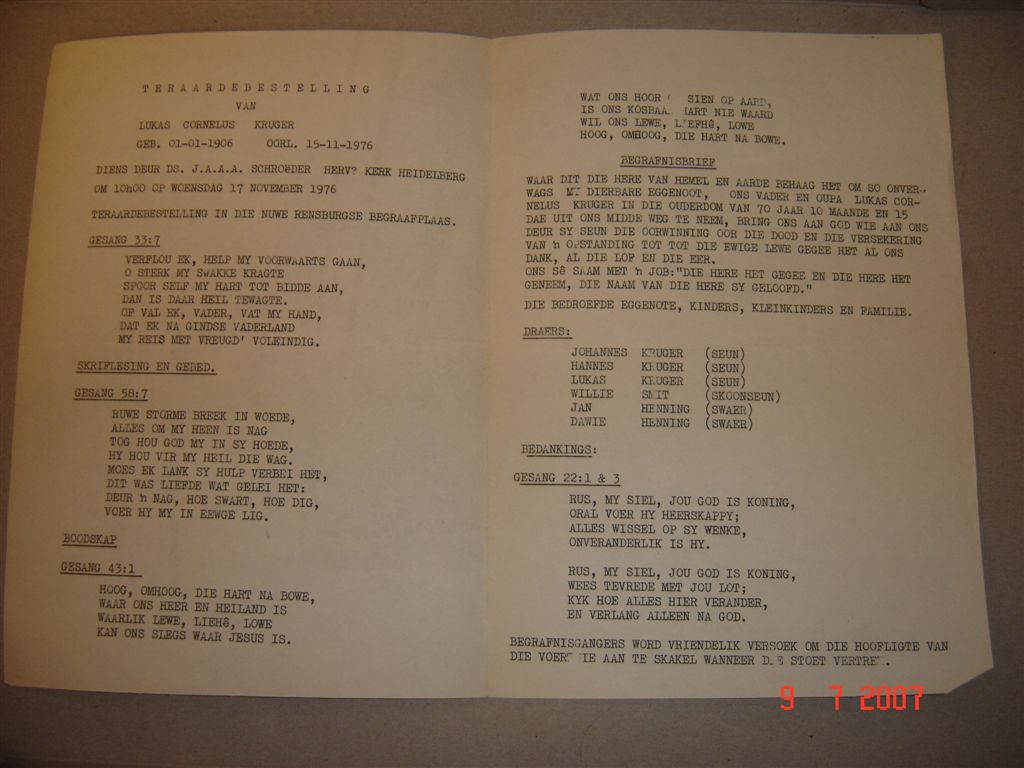 TERAARDEBESTELLING
VAN
LUKAS CORNELUS KRUGER
GEB. 01-01-1906 OORL. 15-11-1976
DIENS DEUR DS. J.A.A.A. SCHROëDER HERV? KERK HEIDELBERG
OM 10h00 OP WOENSDAG 17 NOVEMBER 1976
TERAARDEBESTELLING IN DIE NUWE RENSBURGSE BEGRAAFPLAAS.
GESANG 33:7
VERFLOU EK, HELP MY VOORWAARTS GAAN,
O STERK MY SWAKKE KRAGTE
SPOOR SELF MY HART TOT BIDDE AAN,
DAN IS DAAR HEIL TEWAGTE.
OF VAL EK, VADER, VAT MY HAND,
DAT EK NA GINDSE VADERLAND
MY REIS MET VREUGD' VOLEINDIG.
SKRIFLESING EN GEBED.
GESANG 58:7
RUWE STORME BREEK IN WOEDE,
ALLES OM MY HEEN IS NAG
TOG HOU GOD MY IN SY HOEDE,
HY HOU VIR MY HEIL DIE WAG.
MOES EK LANK SY HULP VERBEI HET,
DIT WAS LIEFDE WAT GELEI HET:
DEUR 'n NAG, HOE SWART, HOE DIG,
VOER HY MY IN EEWGE LIG.
BOODSKAP
GESANG 43:1
HOOG, OMHOOG, DIE HART NA BOWE,
WAAR ONS HEER EN HEILAND IS
WAARLIK LEWE, LIEHê, LOWE
KAN ONS SLEGS WAAR JESUS IS.
WAT ONS HOOR SIEN OP AARD,
IS ONS KOSBAA. HART NIE WAARD
WIL ONS LEWE, LIEFHê, LOWE
HOOG, OMHOOG, DIE HART NA BOWE.
BEGRAFNISBRIEF
WAAR DIT DIE HERE VAN HEMEL EN AARDE BEHAAG HET OM SO ONVER-
WAGS MY DIERBARE EGGENOOT, ONS VADER EN OUPA LUKAS COR-
NELUS KRUGER IN DIE OUDERDOM VAN 70 JAAR 10 MAANDE EN 15
DAE UIT ONS MIDDE WEG TE NEEM, BRING ONS AAN GOD WIE AAN ONS
DEUR SY SEUN DIE OORWINNING OOR DIE DOOD EN DIE VERSEKERING
VAN 'n OPSTANDING TOT TOT DIE EWIGE LEWE GEGEE HET AL ONS
DANK, AL DIE LOF EN DIE EER.
ONS Sê SAAM MET 'n JOB:"DIE HERE HET GEGEE EN DIE HERE HET
GENEEM, DIE NAAM VAN DIE HERE SY GELOOFD."
DIE BEDROEFDE EGGENOTE, KINDERS, KLEINKINDERS EN FAMILIE.
DRAERS:
JOHANNES KRUGER (SEUN)
HANNES KRUGER (SEUN)
LUKAS KRUGER (SEUN)
WILLIE SMIT (SKOONSEUN)
JAN HENNING (SWAER)
DAWIE HENNING (SWAER)
BEDANKINGS:
GESANG 22:1 & 3
RUS, MY SIEL, JOU GOD IS KONING,
ORAL VOER HY HEERSKAPPY;
ALLES WISSEL OP SY WENKE,
ONVERANDERLIK IS HY.
RUS, MY SIEL, JOU GOD IS KONING,
WEES TEVREDE MET JOU LOT;
KYK HOE ALLES HIER VERANDER,
EN VERLANG ALLEEN NA GOD.
BEGRAFNISGANGERS WORD VRIENDELIK VERSOEK OM DIE HOOFLIGTE VAN
DIE AAN TE SKAKEL WANNEER DIE STOET VERTREK.
9 7 2007